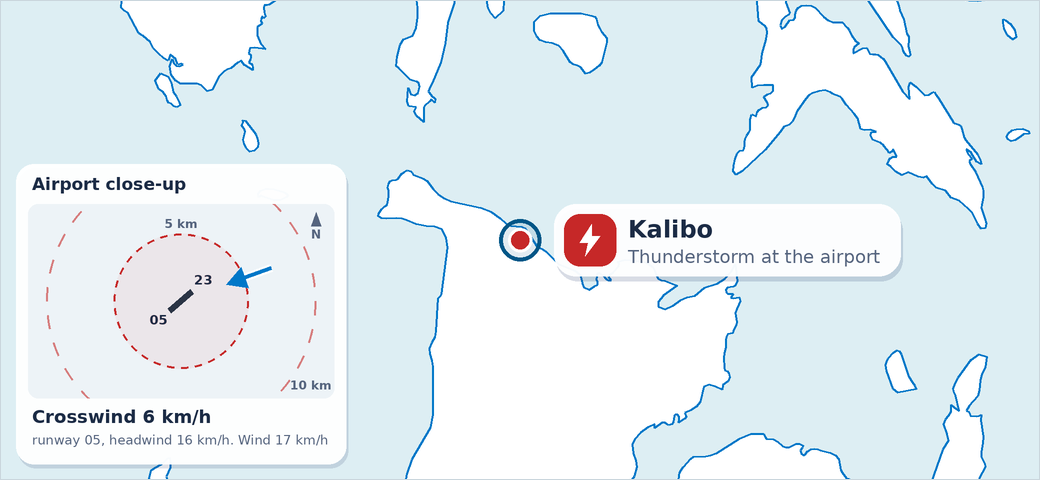 Airport close-up
5 km
N
23
05
10 km
Crosswind 6 km/h
runway 05, headwind 16 km/h. Wind 17 km/h
Kalibo
Thunderstorm at the airport